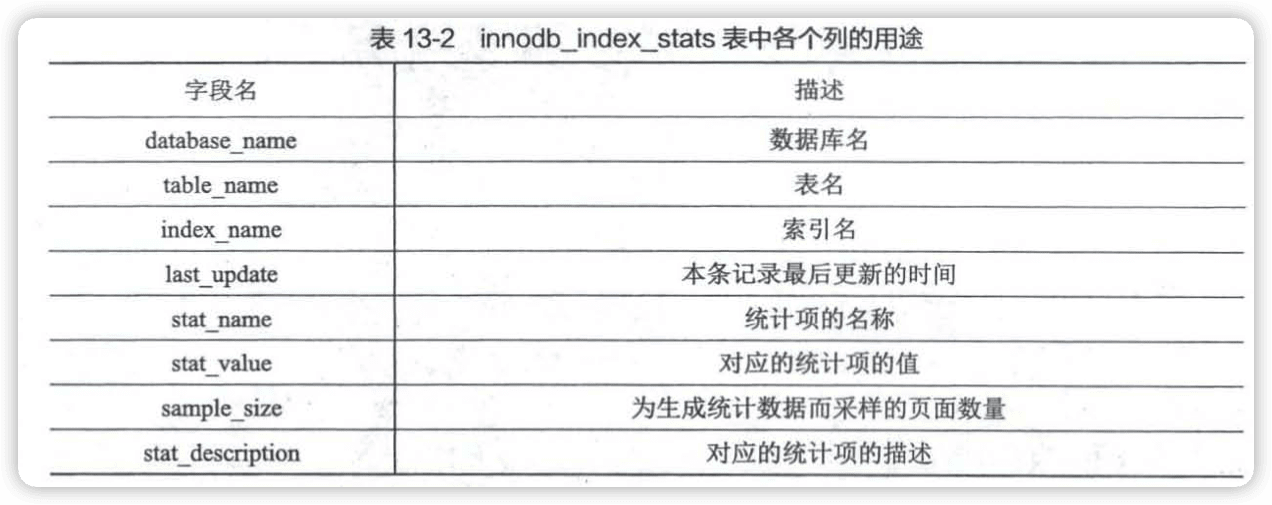 表 13-2 innodb_index_stats 表中各个列的用途
字段名 描述
database_name 数据库名
table_name 表名
index_name 索引名
last_update 本条记录最后更新的时间
stat_name 统计项的名称
stat_value 对应的统计项的值
sample_size 为生成统计数据而采样的页面数量
stat_description 对应的统计项的描述